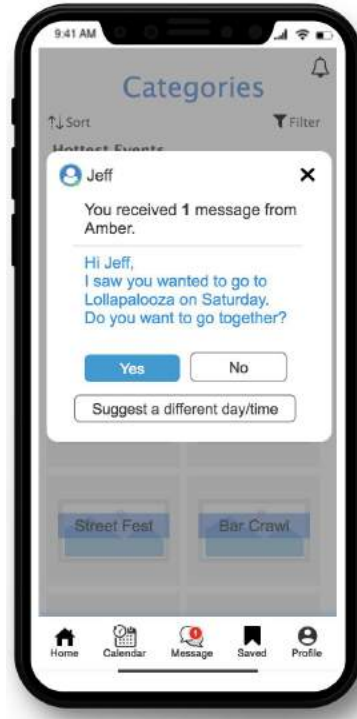 9:41 AM
Categories
↑↓ Sort
Filter
Hottest Events
Jeff
You received 1 message from
Amber.
Hi Jeff,
I saw you wanted to go to
Lollapalooza on Saturday.
Do you want to go together?
Yes
No
Suggest a different day/time
Street Fest
Bar Crawl
Home
Calendar
Message
Saved
Profile